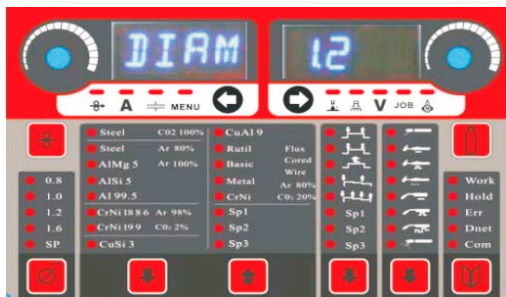 DIAM
1.2
A
MENU
V
JOB
Steel CO2 100%
Steel Ar 80%
AlMg 5 Ar 100%
AlSi 5
Al 99.5
CrNi 18 8 6 Ar 98%
CrNi 19 9 CO2 2%
CuSi 3
CuAl 9
Rutil Flux
Basic Cored
Wire
Metal Ar 80%
CrNi CO2 20%
Sp1
Sp2
Sp3
Sp1
Sp2
Sp3
0.8
1.0
1.2
1.6
SP
Work
Hold
Err
Dnet
Com